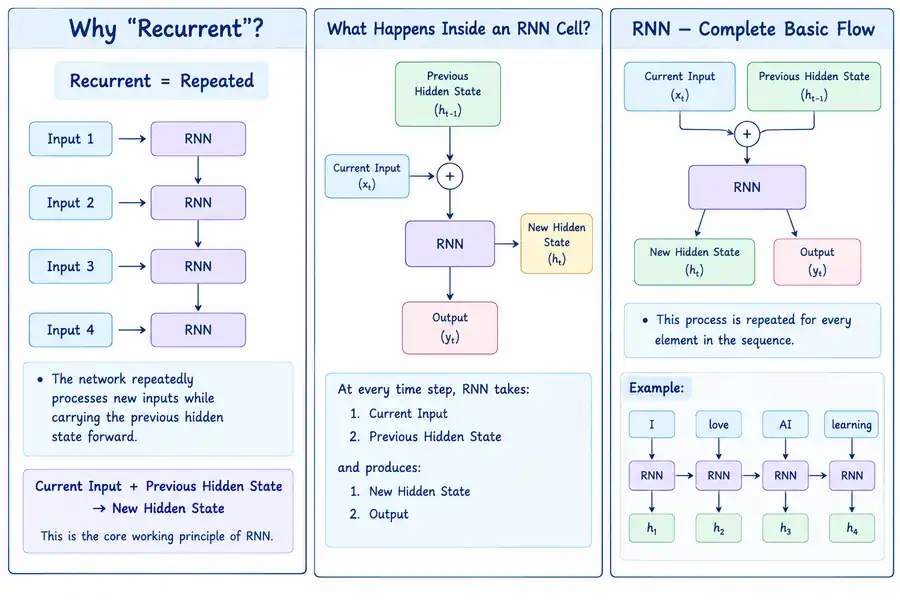 Why “Recurrent”?
Recurrent = Repeated
Input 1
RNN
Input 2
RNN
Input 3
RNN
Input 4
RNN
• The network repeatedly
processes new inputs while
carrying the previous hidden
state forward.
Current Input + Previous Hidden State
→ New Hidden State
This is the core working principle of RNN.
What Happens Inside an RNN Cell?
Previous
Hidden State
(hₜ₋₁)
Current Input
(xₜ)
+
RNN
New Hidden
State
(hₜ)
Output
(yₜ)
At every time step, RNN takes:
1. Current Input
2. Previous Hidden State
and produces:
1. New Hidden State
2. Output
RNN – Complete Basic Flow
Current Input
(xₜ)
Previous Hidden State
(hₜ₋₁)
+
RNN
New Hidden State
(hₜ)
Output
(yₜ)
• This process is repeated for every
element in the sequence.
Example:
I love AI learning
RNN RNN RNN RNN
h₁ h₂ h₃ h₄